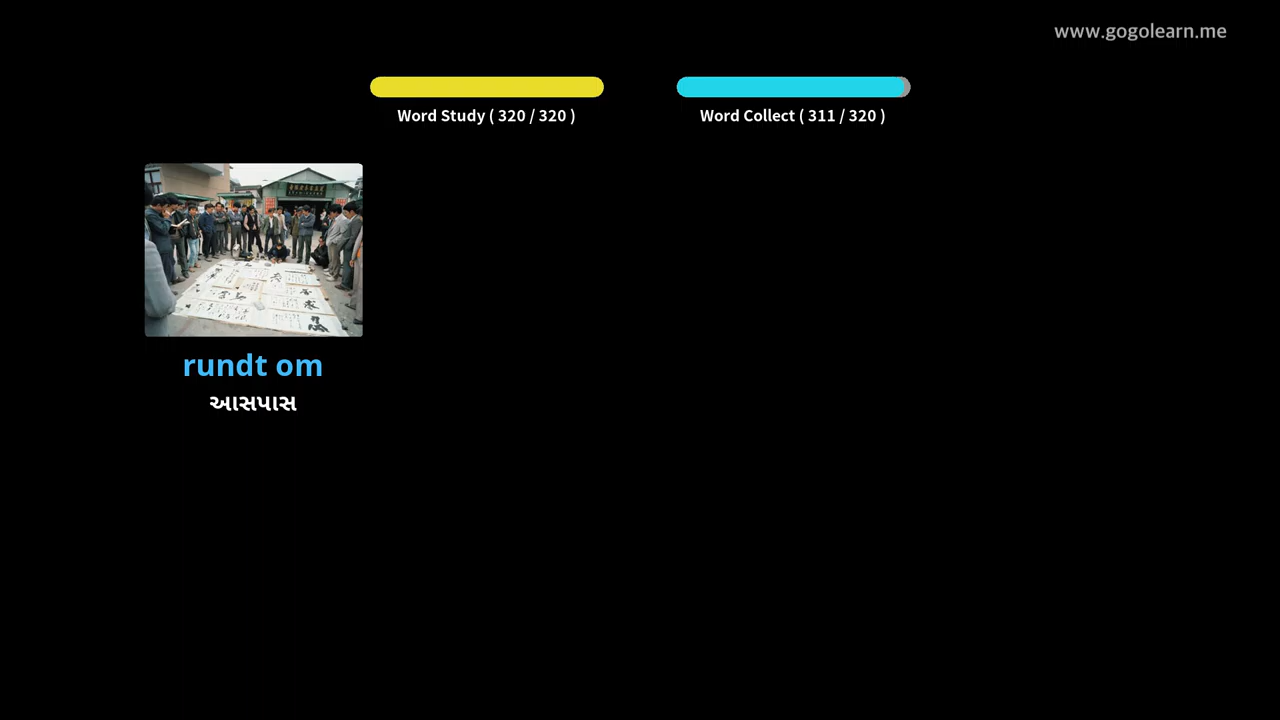 www.gogolearn.me
Word Study ( 320 / 320 )
Word Collect ( 311 / 320 )
rundt om
આસપાસ